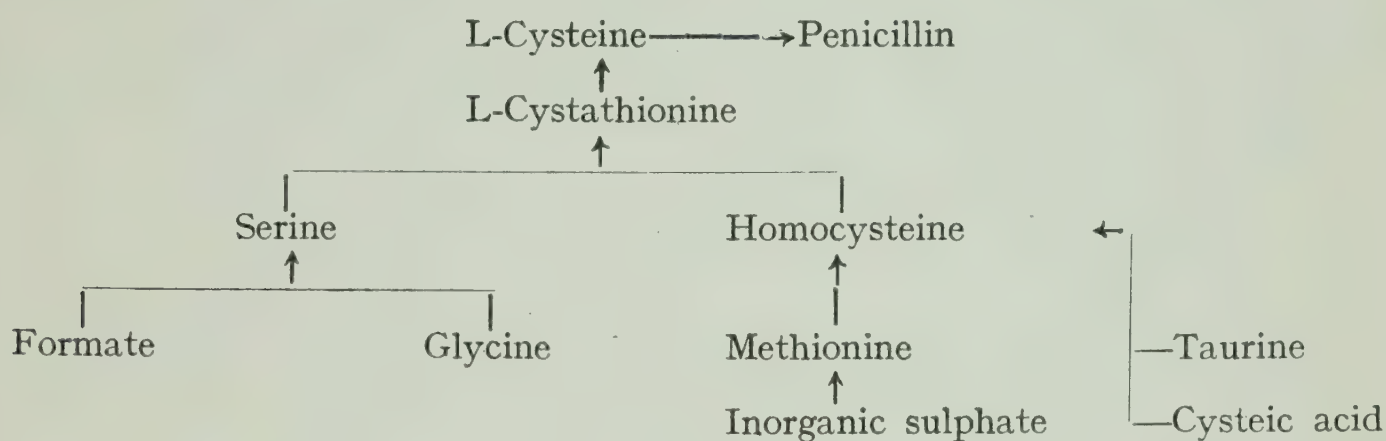 L-Cysteine → Penicillin
L-Cystathionine
Serine Homocysteine
Formate Glycine Methionine Taurine
Inorganic sulphate Cysteic acid